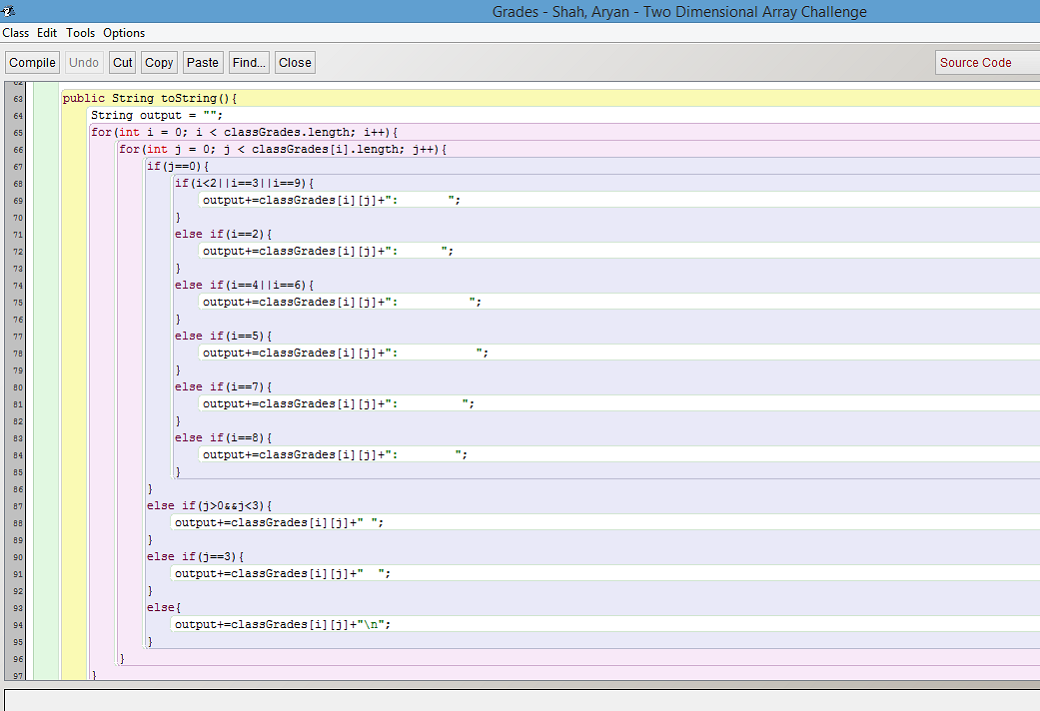 Grades - Shah, Aryan - Two Dimensional Array Challenge
Class Edit Tools Options
Compile Undo Cut Copy Paste Find... Close Source Code
62
63 public String toString(){
64 String output = "";
65 for(int i = 0; i < classGrades.length; i++){
66 for(int j = 0; j < classGrades[i].length; j++){
67 if(j==0){
68 if(i<2||i==3||i==9){
69 output+=classGrades[i][j]+":       ";
70 }
71 else if(i==2){
72 output+=classGrades[i][j]+":      ";
73 }
74 else if(i==4||i==6){
75 output+=classGrades[i][j]+":          ";
76 }
77 else if(i==5){
78 output+=classGrades[i][j]+":           ";
79 }
80 else if(i==7){
81 output+=classGrades[i][j]+":         ";
82 }
83 else if(i==8){
84 output+=classGrades[i][j]+":        ";
85 }
86 }
87 else if(j>0&&j<3){
88 output+=classGrades[i][j]+" ";
89 }
90 else if(j==3){
91 output+=classGrades[i][j]+"  ";
92 }
93 else{
94 output+=classGrades[i][j]+"\n";
95 }
96 }
97 }